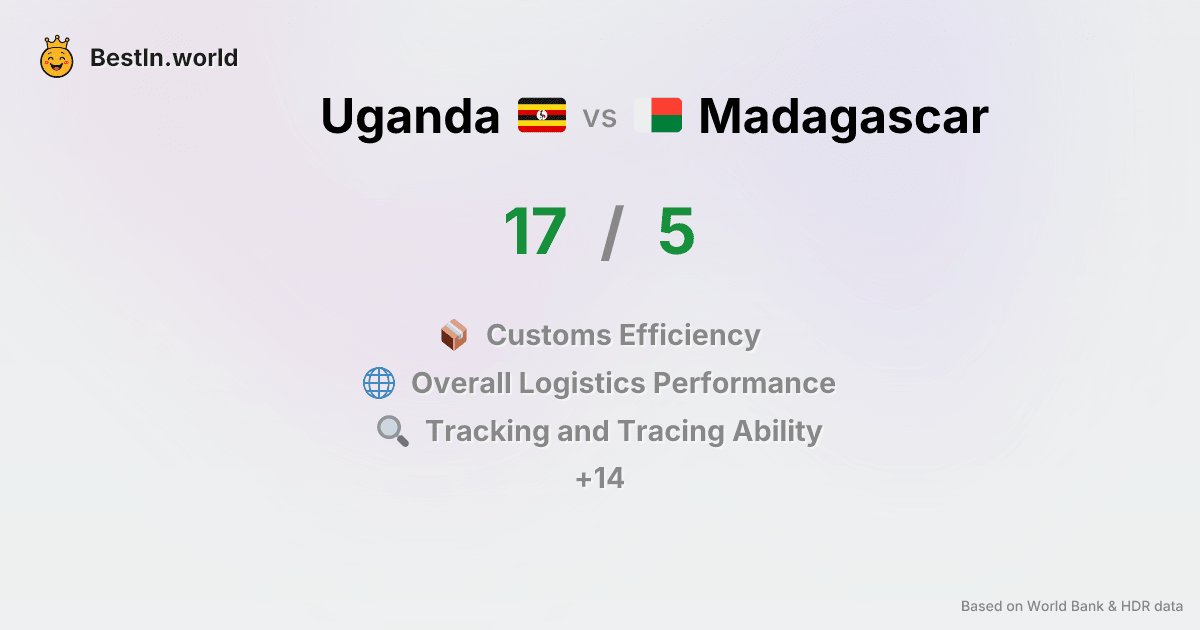 BestIn.world
Uganda vs Madagascar
17 / 5
Customs Efficiency
Overall Logistics Performance
Tracking and Tracing Ability
+14
Based on World Bank & HDR data